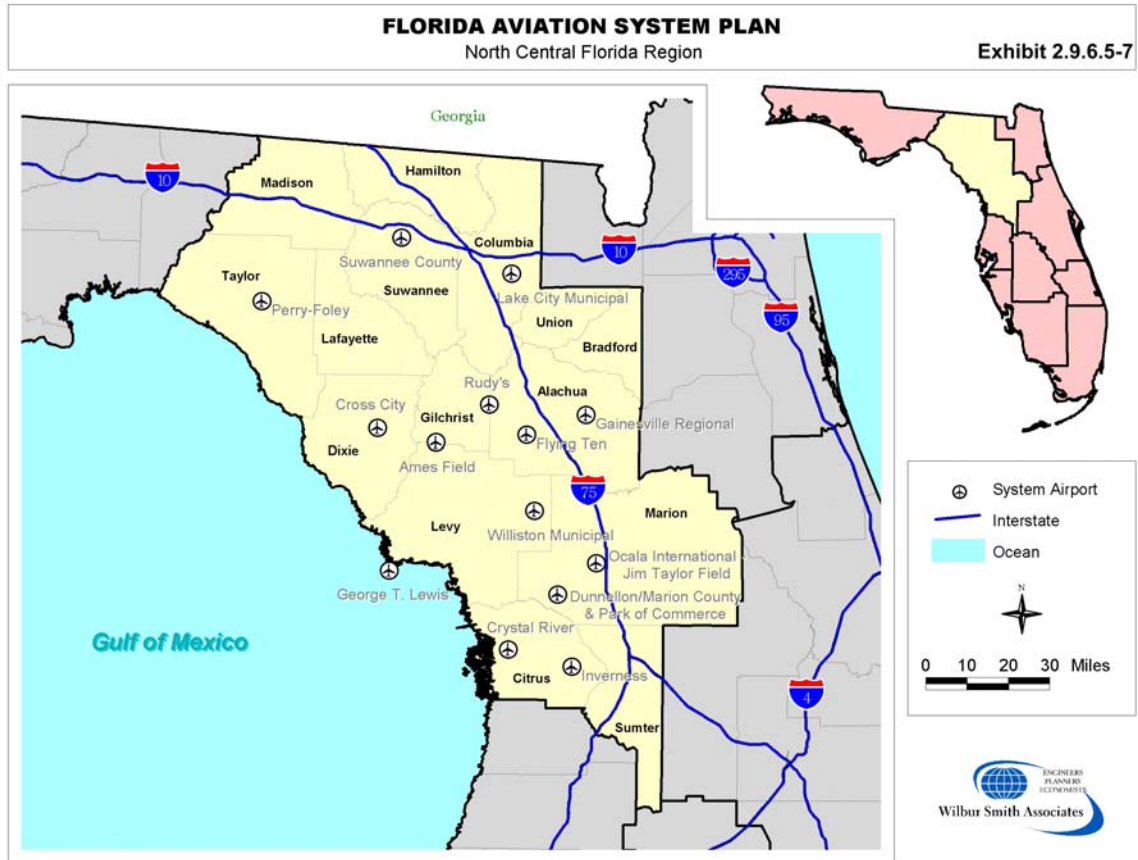 FLORIDA AVIATION SYSTEM PLAN
North Central Florida Region
Exhibit 2.9.6.5-7
Georgia
10
Madison
Hamilton
Suwannee County
Columbia
10
Taylor
Suwannee
Lake City Municipal
295
Perry-Foley
Union
95
Lafayette
Bradford
Rudy's
Alachua
Cross City
Gilchrist
Gainesville Regional
Flying Ten
Dixie
Ames Field
75
Levy
Marion
Williston Municipal
Ocala International
Jim Taylor Field
George T. Lewis
Dunnellon/Marion County
& Park of Commerce
Crystal River
Gulf of Mexico
Citrus
Inverness
4
Sumter
System Airport
Interstate
Ocean
N
0 10 20 30 Miles
ENGINEERS
PLANNERS
ECONOMISTS
Wilbur Smith Associates